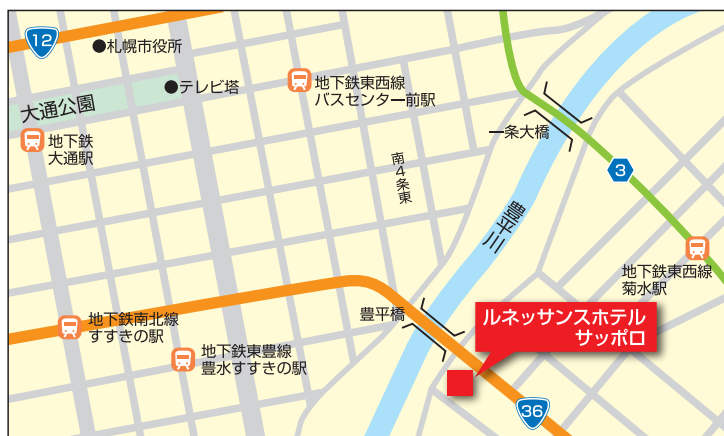 12
●札幌市役所
大通公園
●テレビ塔
地下鉄東西線
バスセンター前駅
地下鉄
大通駅
一条大橋
南4条東
3
豊平川
地下鉄東西線
菊水駅
豊平橋
ルネッサンスホテル
サッポロ
地下鉄南北線
すすきの駅
地下鉄東豊線
豊水すすきの駅
36